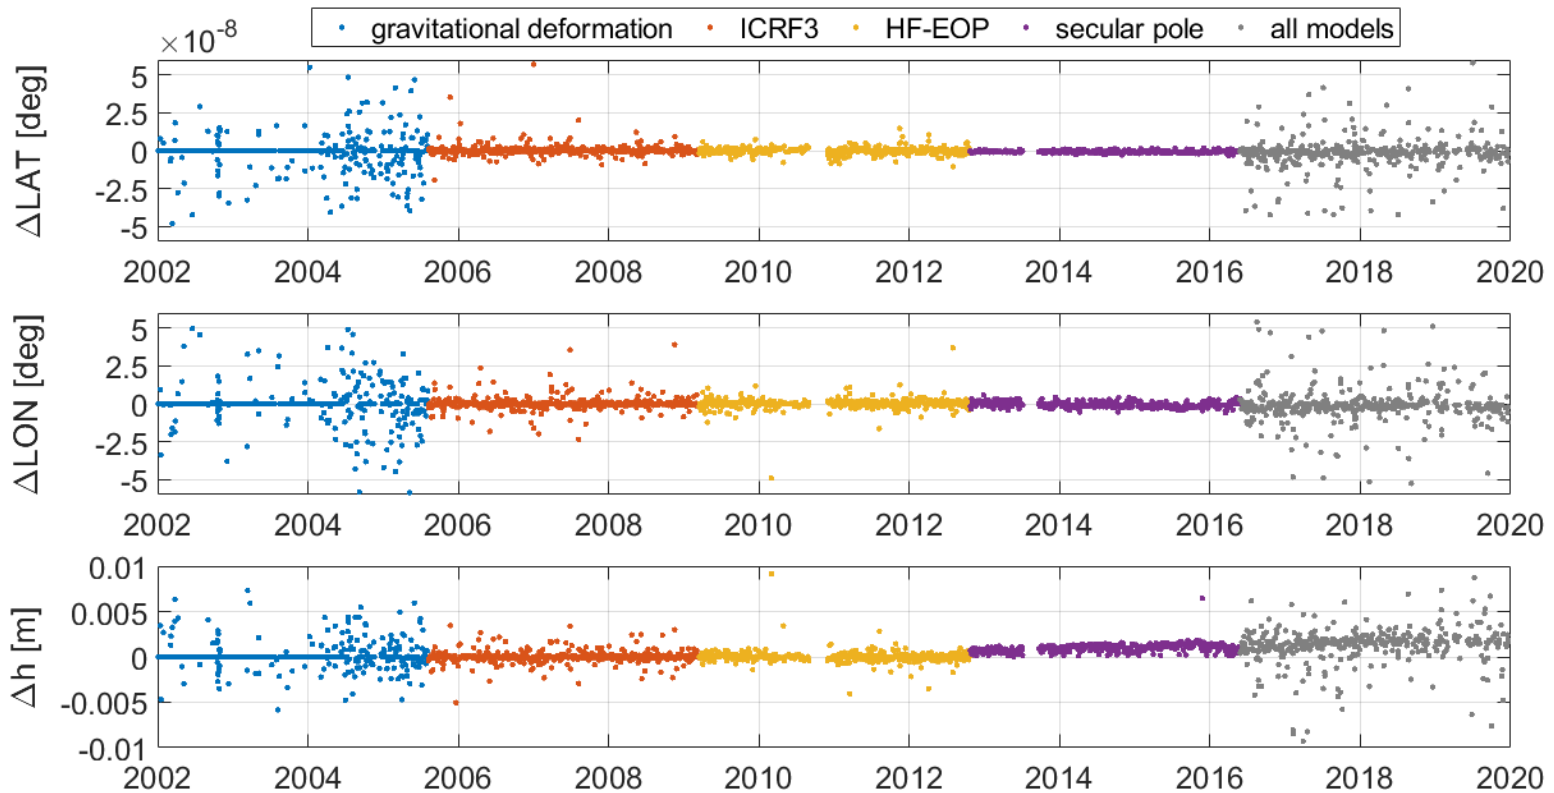 gravitational deformation ICRF3 HF-EOP secular pole all models
×10-8
ΔLAT [deg]
5
2.5
0
-2.5
-5
2002 2004 2006 2008 2010 2012 2014 2016 2018 2020
ΔLON [deg]
5
2.5
0
-2.5
-5
2002 2004 2006 2008 2010 2012 2014 2016 2018 2020
Δh [m]
0.01
0.005
0
-0.005
-0.01
2002 2004 2006 2008 2010 2012 2014 2016 2018 2020